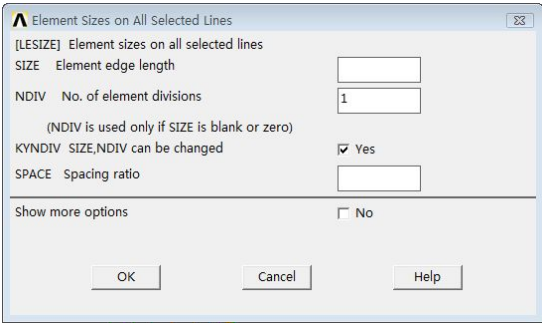 Element Sizes on All Selected Lines
[LESIZE] Element sizes on all selected lines
SIZE Element edge length
NDIV No. of element divisions 1
(NDIV is used only if SIZE is blank or zero)
KYNDIV SIZE,NDIV can be changed Yes
SPACE Spacing ratio
Show more options No
OK Cancel Help